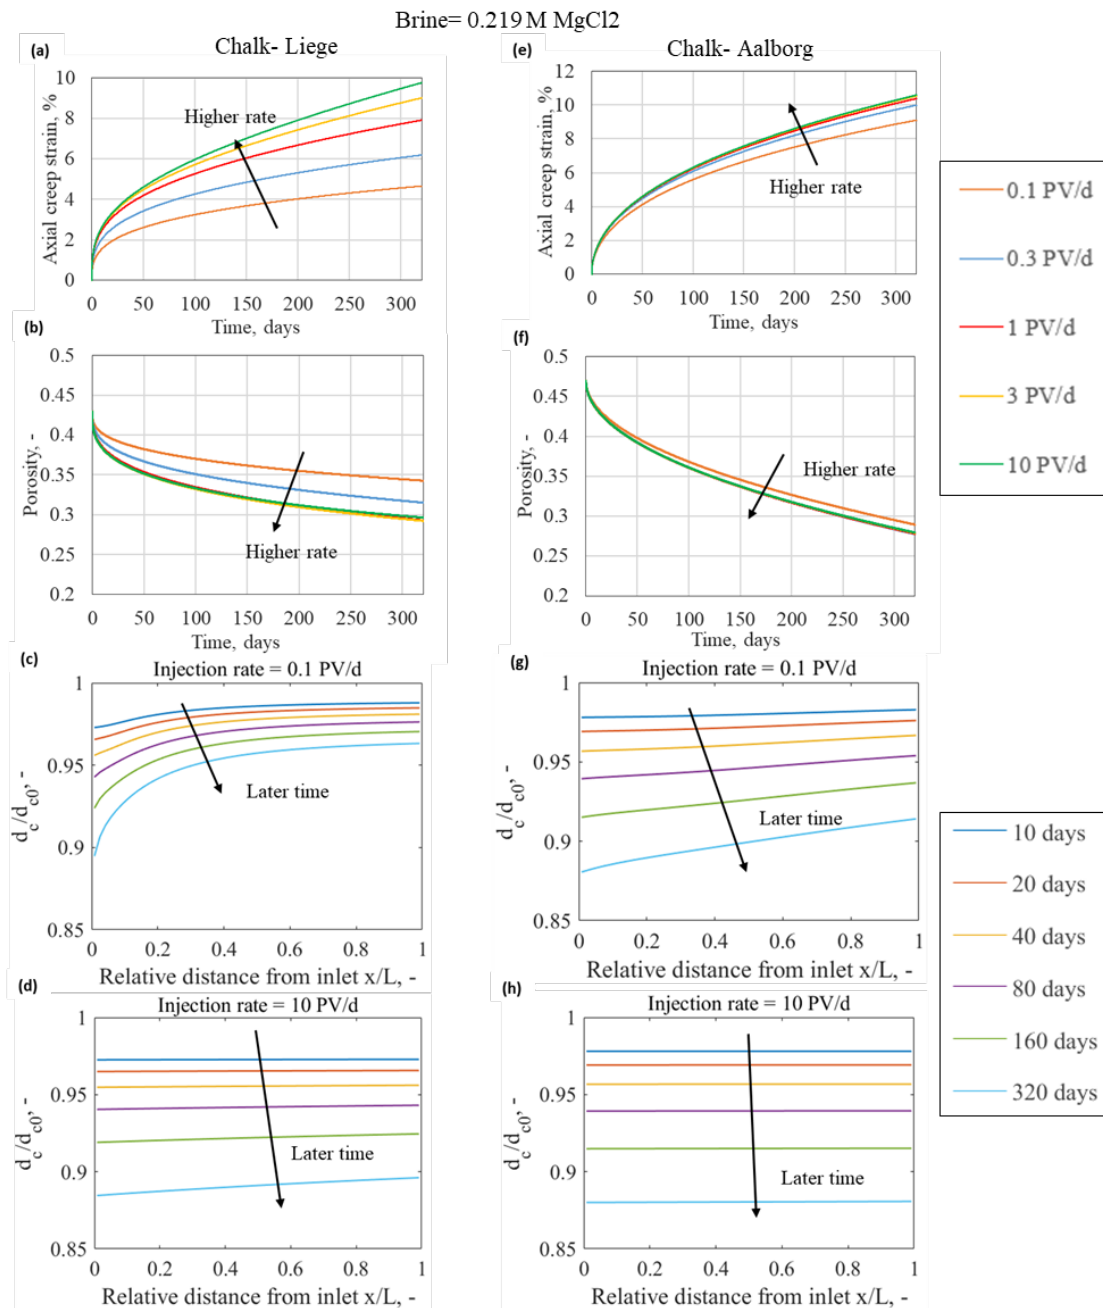 Brine= 0.219 M MgCl2
(a)
Chalk- Liege
Axial creep strain, %
10
8
6
4
2
0
Higher rate
0 50 100 150 200 250 300
Time, days
(e)
Chalk- Aalborg
Axial creep strain, %
12
10
8
6
4
2
0
Higher rate
0 50 100 150 200 250 300
Time, days
0.1 PV/d
0.3 PV/d
1 PV/d
3 PV/d
10 PV/d
(b)
Porosity, -
0.5
0.45
0.4
0.35
0.3
0.25
0.2
Higher rate
0 50 100 150 200 250 300
Time, days
(f)
Porosity, -
0.5
0.45
0.4
0.35
0.3
0.25
0.2
Higher rate
0 50 100 150 200 250 300
Time, days
(c)
Injection rate = 0.1 PV/d
d_c/d_c0, -
1
0.95
0.9
0.85
Later time
0 0.2 0.4 0.6 0.8 1
Relative distance from inlet x/L, -
(g)
Injection rate = 0.1 PV/d
d_c/d_c0, -
1
0.95
0.9
0.85
Later time
0 0.2 0.4 0.6 0.8 1
Relative distance from inlet x/L, -
(d)
Injection rate = 10 PV/d
d_c/d_c0, -
1
0.95
0.9
0.85
Later time
0 0.2 0.4 0.6 0.8 1
Relative distance from inlet x/L, -
(h)
Injection rate = 10 PV/d
d_c/d_c0, -
1
0.95
0.9
0.85
Later time
0 0.2 0.4 0.6 0.8 1
Relative distance from inlet x/L, -
10 days
20 days
40 days
80 days
160 days
320 days